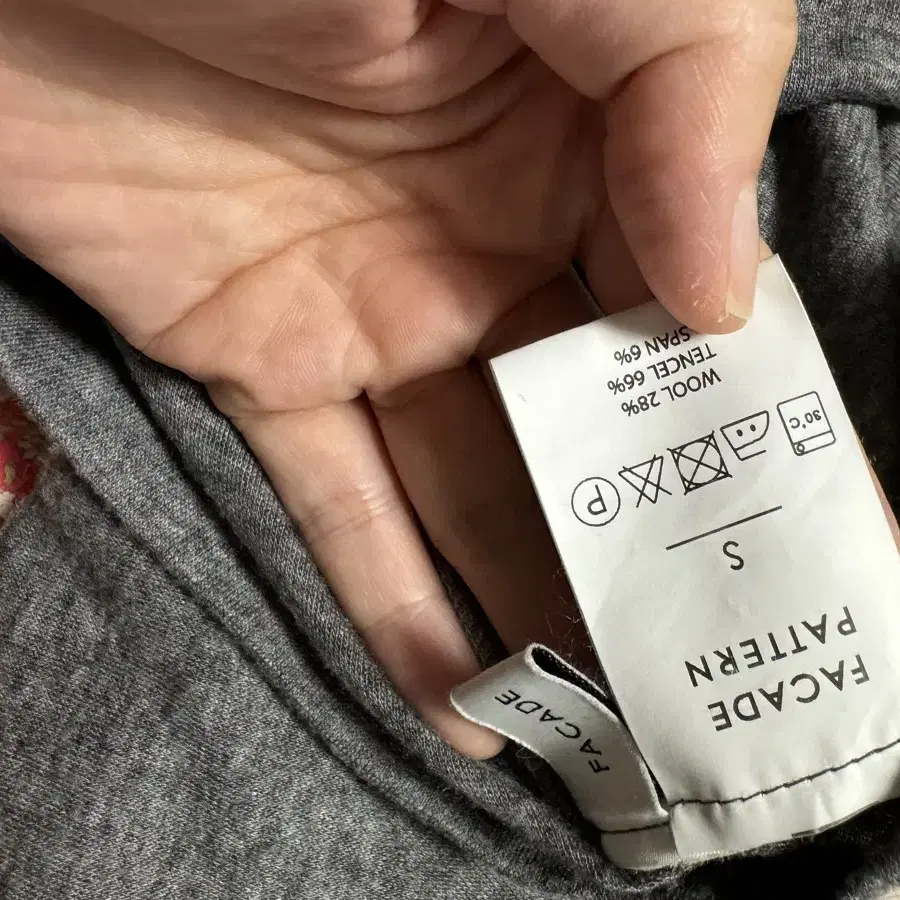 FACADE
PATTERN
S
30°C
P
WOOL 28%
TENCEL 66%
SPAN 6%
FACADE